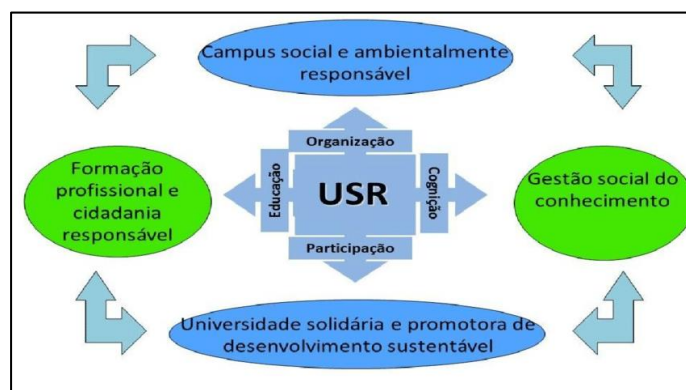 Campus social e ambientalmente
responsável
Organização
Formação
profissional e
cidadania
responsável
Educação
USR
Cognição
Gestão social do
conhecimento
Participação
Universidade solidária e promotora de
desenvolvimento sustentável